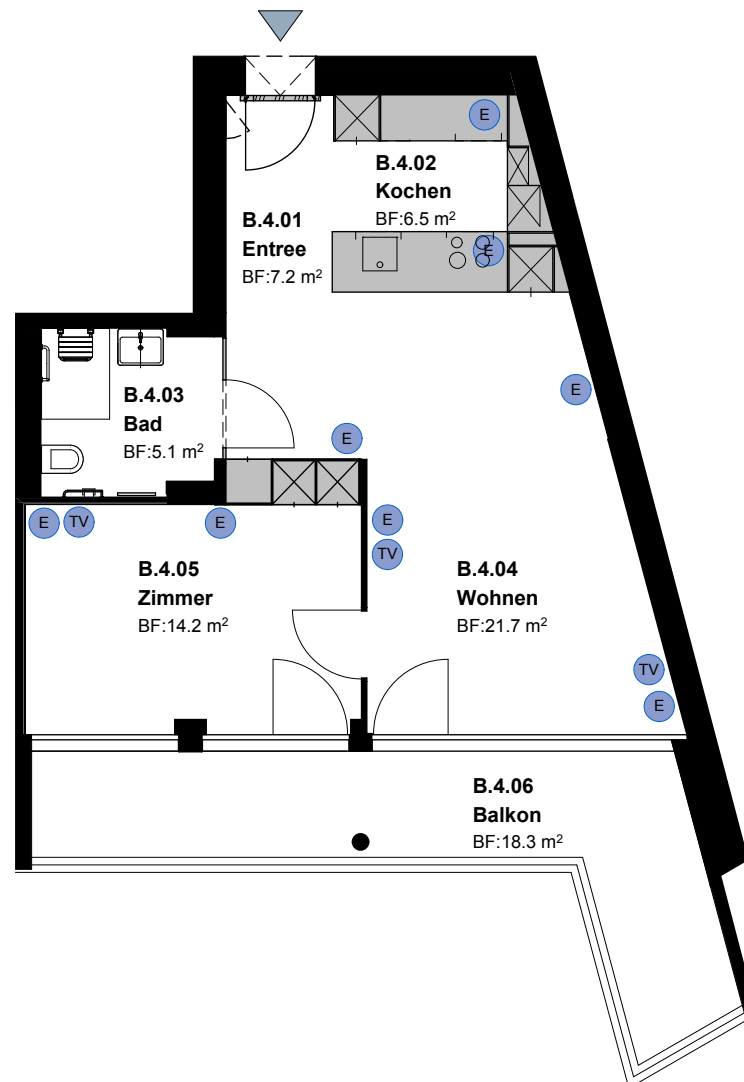 E
B.4.02
Kochen
BF:6.5 m²
B.4.01
Entree
BF:7.2 m²
E
E
B.4.03
Bad
BF:5.1 m²
E
E
TV
E
E
TV
B.4.05
Zimmer
BF:14.2 m²
B.4.04
Wohnen
BF:21.7 m²
TV
E
B.4.06
Balkon
BF:18.3 m²